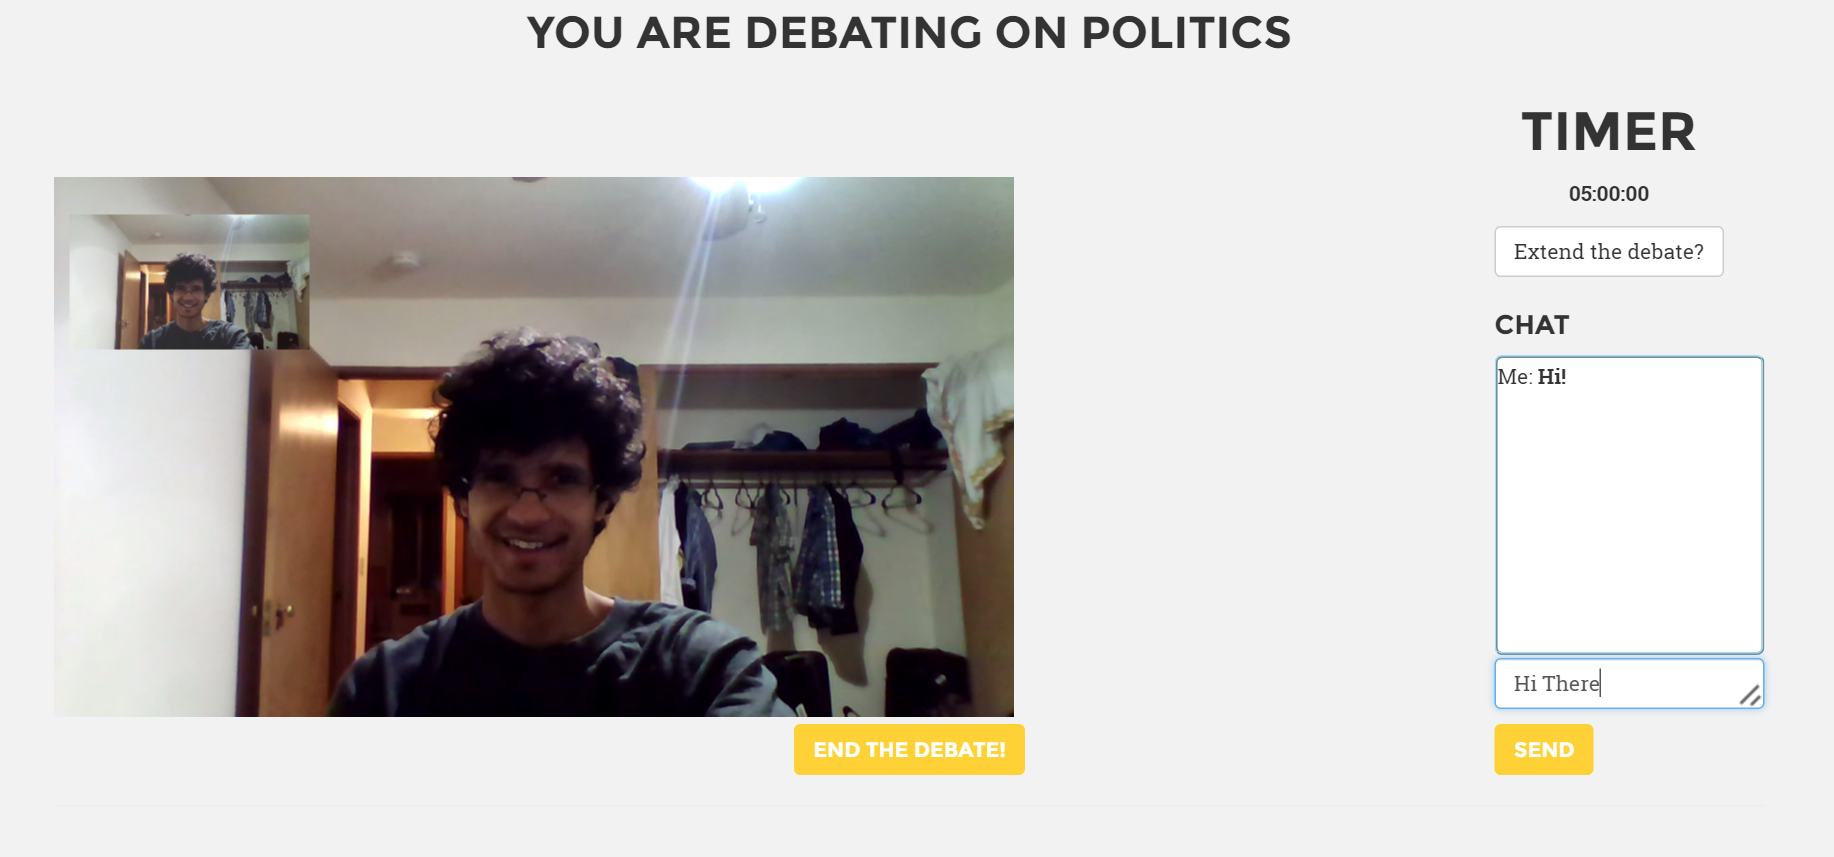 YOU ARE DEBATING ON POLITICS
TIMER
05:00:00
Extend the debate?
CHAT
Me: Hi!
Hi There
END THE DEBATE!
SEND